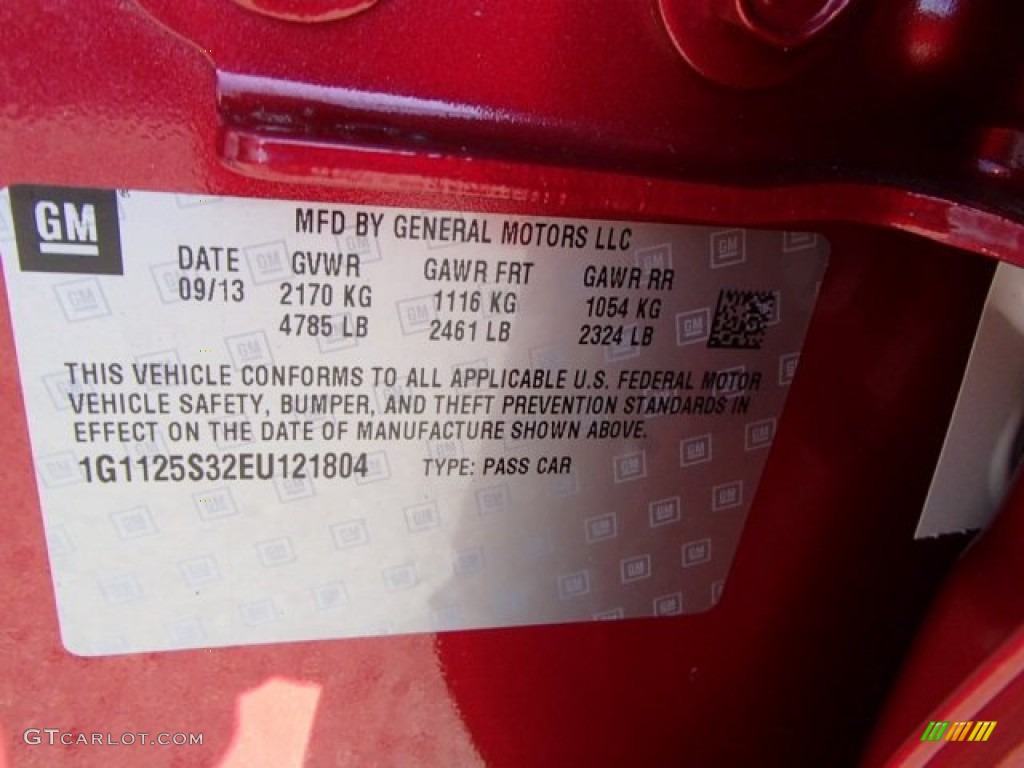 GM
MFD BY GENERAL MOTORS LLC
DATE GVWR GAWR FRT GAWR RR
09/13 2170 KG 1116 KG 1054 KG
4785 LB 2461 LB 2324 LB
THIS VEHICLE CONFORMS TO ALL APPLICABLE U.S. FEDERAL MOTOR
VEHICLE SAFETY, BUMPER, AND THEFT PREVENTION STANDARDS IN
EFFECT ON THE DATE OF MANUFACTURE SHOWN ABOVE.
1G1125S32EU121804 TYPE: PASS CAR
GTCARLOT.COM